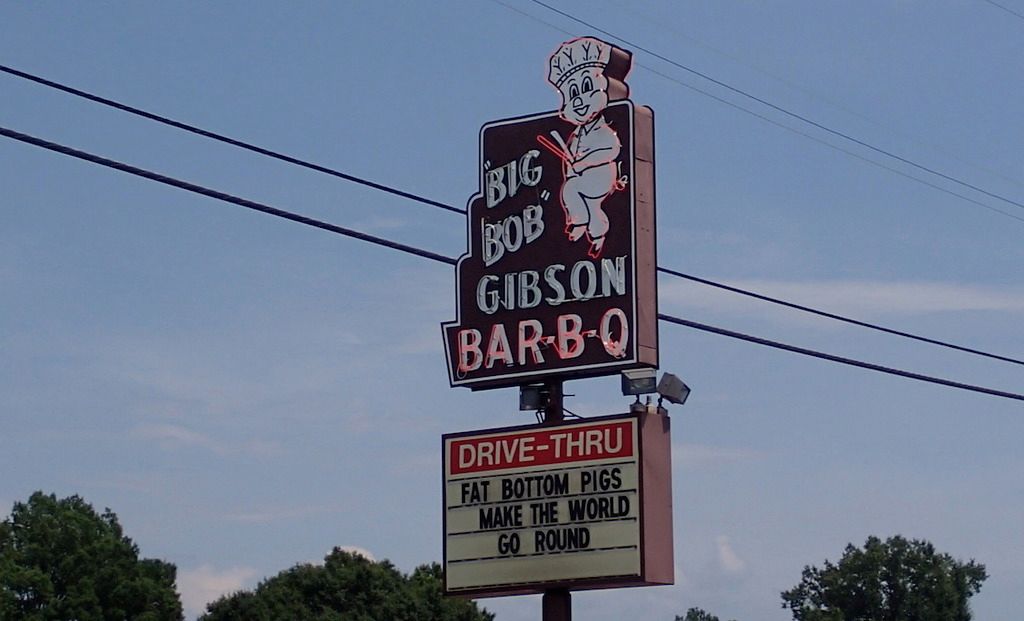 "BIG
BOB"
GIBSON
BAR-B-Q
DRIVE-THRU
FAT BOTTOM PIGS
MAKE THE WORLD
GO ROUND